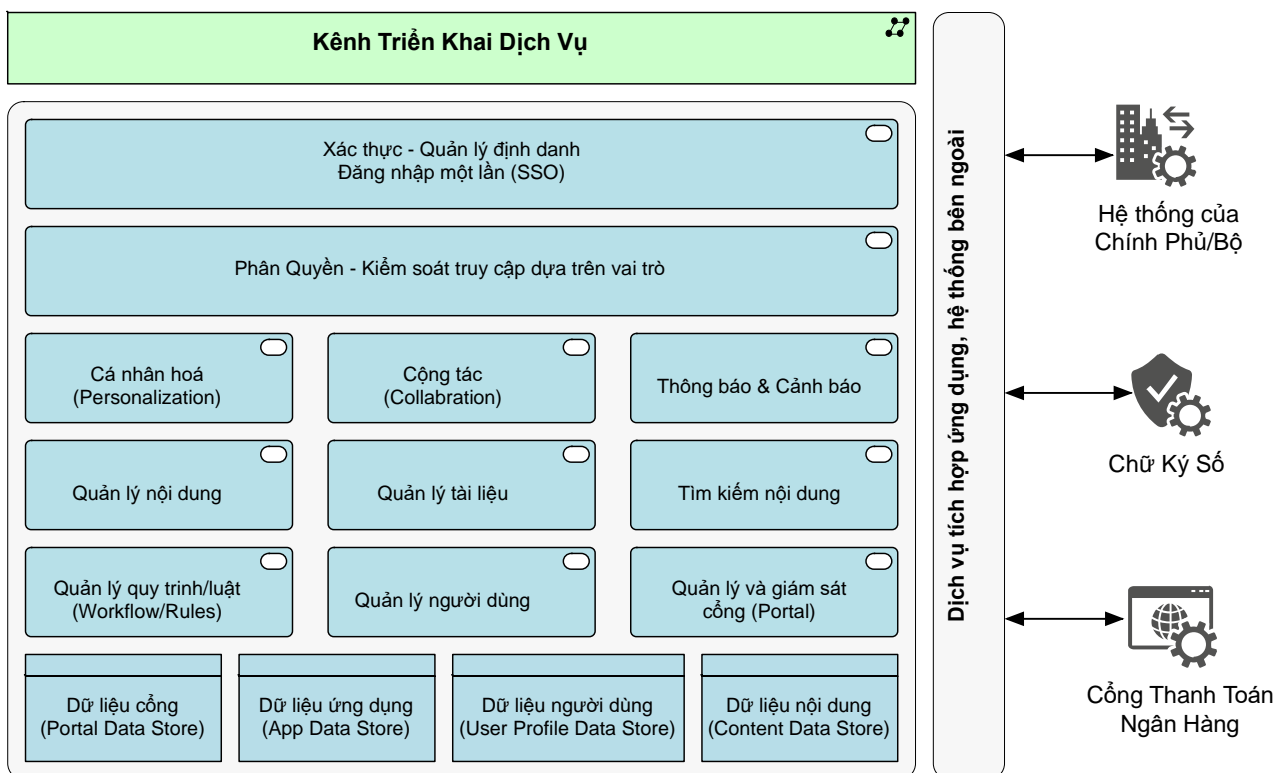 Kênh Triển Khai Dịch Vụ
Xác thực - Quản lý định danh
Đăng nhập một lần (SSO)
Phân Quyền - Kiểm soát truy cập dựa trên vai trò
Cá nhân hoá
(Personalization)
Cộng tác
(Collabration)
Thông báo & Cảnh báo
Quản lý nội dung
Quản lý tài liệu
Tìm kiếm nội dung
Quản lý quy trinh/luật
(Workflow/Rules)
Quản lý người dùng
Quản lý và giám sát
cổng (Portal)
Dữ liệu cổng
(Portal Data Store)
Dữ liệu ứng dụng
(App Data Store)
Dữ liệu người dùng
(User Profile Data Store)
Dữ liệu nội dung
(Content Data Store)
Dịch vụ tích hợp ứng dụng, hệ thống bên ngoài
Hệ thống của
Chính Phủ/Bộ
Chữ Ký Số
Cổng Thanh Toán
Ngân Hàng